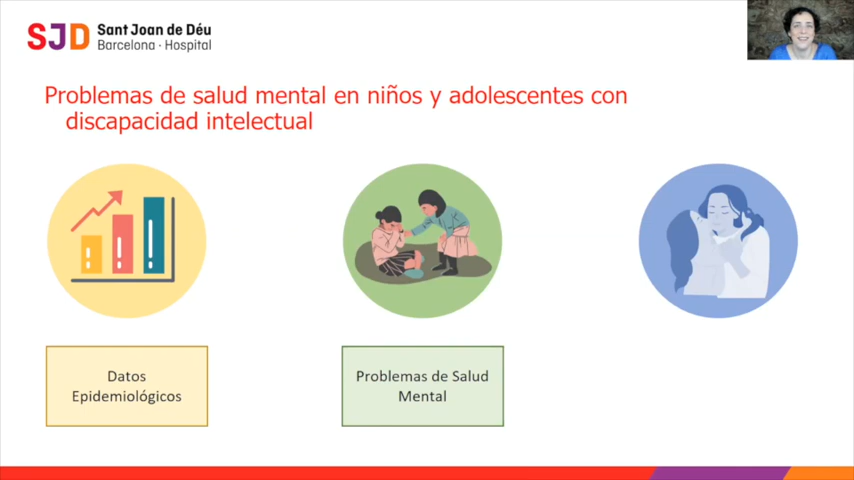 SJD Sant Joan de Déu
Barcelona · Hospital
Problemas de salud mental en niños y adolescentes con
discapacidad intelectual
Datos
Epidemiológicos
Problemas de Salud
Mental